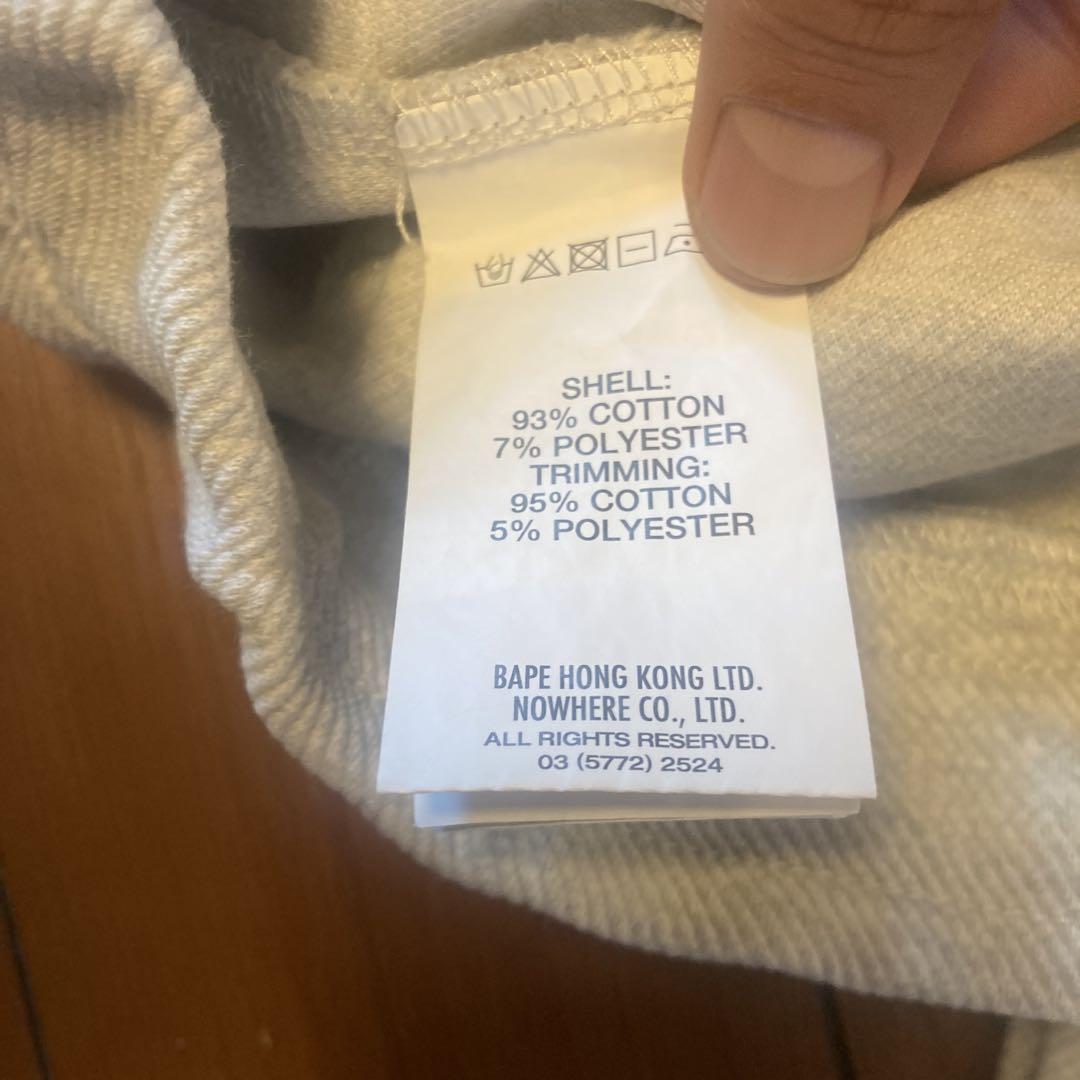 SHELL:
93% COTTON
7% POLYESTER
TRIMMING:
95% COTTON
5% POLYESTER
BAPE HONG KONG LTD.
NOWHERE CO., LTD.
ALL RIGHTS RESERVED.
03 (5772) 2524